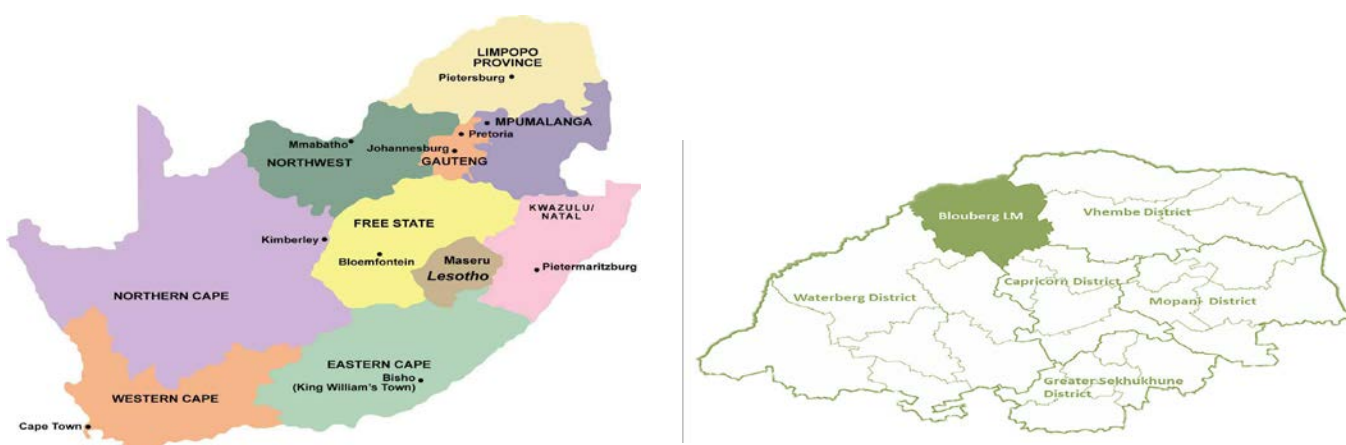 LIMPOPO
PROVINCE
Pietersburg
MPUMALANGA
Pretoria
Mmabatho
Johannesburg
NORTHWEST
GAUTENG
KWAZULU/
NATAL
FREE STATE
Kimberley
Maseru
Bloemfontein
Lesotho
Pietermaritzburg
NORTHERN CAPE
EASTERN CAPE
Bisho
(King William's Town)
WESTERN CAPE
Cape Town
Blouberg LM
Vhembe District
Capricorn District
Waterberg District
Mopani District
Greater Sekhukhune
District